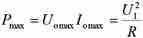 P_max = U_omax I_omax = U_1^2 / R